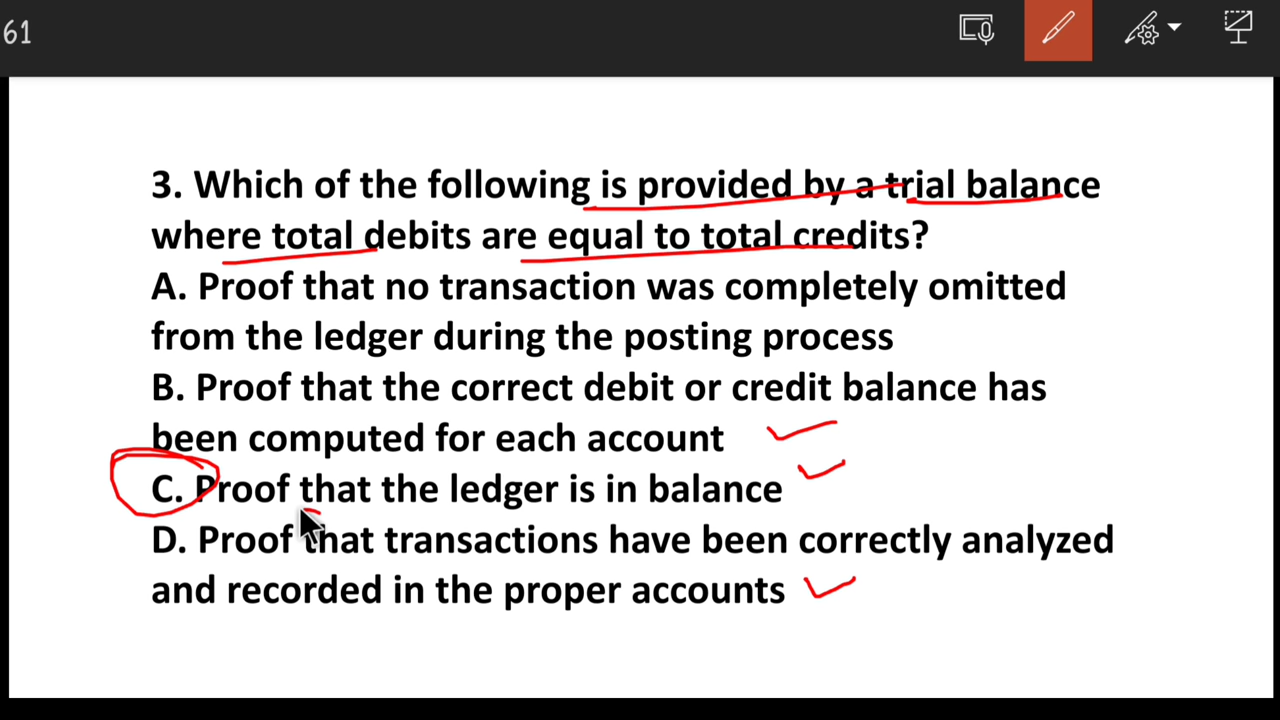 61
3. Which of the following is provided by a trial balance
where total debits are equal to total credits?
A. Proof that no transaction was completely omitted
from the ledger during the posting process
B. Proof that the correct debit or credit balance has
been computed for each account
C. Proof that the ledger is in balance
D. Proof that transactions have been correctly analyzed
and recorded in the proper accounts